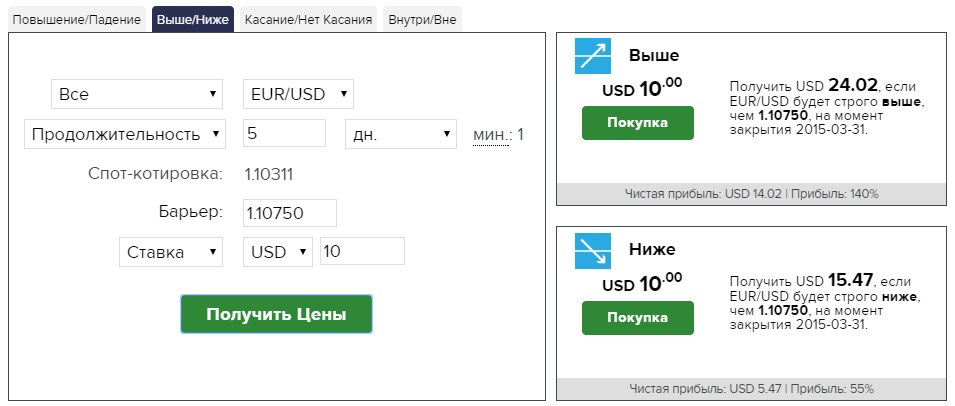 Повышение/Падение Выше/Ниже Касание/Нет Касания Внутри/Вне
Все EUR/USD
Продолжительность 5 дн. мин.: 1
Спот-котировка: 1.10311
Барьер: 1.10750
Ставка USD 10
Получить Цены
Выше
USD 10.00
Покупка
Получить USD 24.02, если
EUR/USD будет строго выше,
чем 1.10750, на момент
закрытия 2015-03-31.
Чистая прибыль: USD 14.02 | Прибыль: 140%
Ниже
USD 10.00
Покупка
Получить USD 15.47, если
EUR/USD будет строго ниже,
чем 1.10750, на момент
закрытия 2015-03-31.
Чистая прибыль: USD 5.47 | Прибыль: 55%